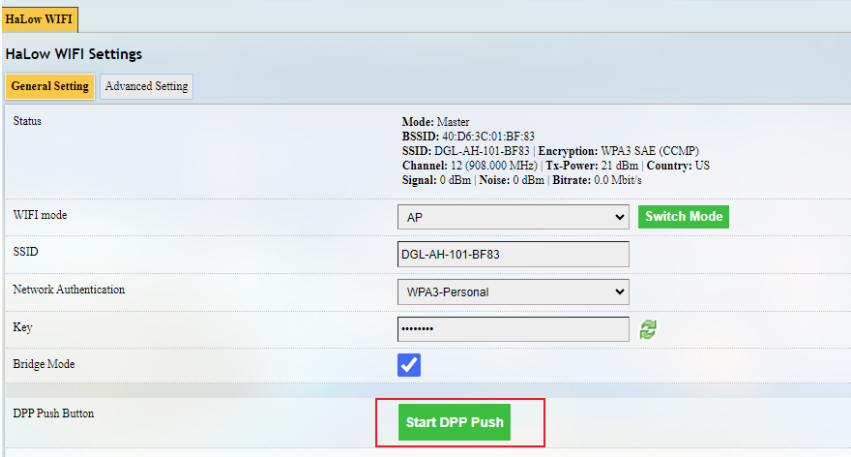 HaLow WIFI
HaLow WIFI Settings
General Setting Advanced Setting
Status
Mode: Master
BSSID: 40:D6:3C:01:BF:83
SSID: DGL-AH-101-BF83 | Encryption: WPA3 SAE (CCMP)
Channel: 12 (908.000 MHz) | Tx-Power: 21 dBm | Country: US
Signal: 0 dBm | Noise: 0 dBm | Bitrate: 0.0 Mbit/s
WIFI mode AP Switch Mode
SSID DGL-AH-101-BF83
Network Authentication WPA3-Personal
Key ••••••••
Bridge Mode
DPP Push Button Start DPP Push